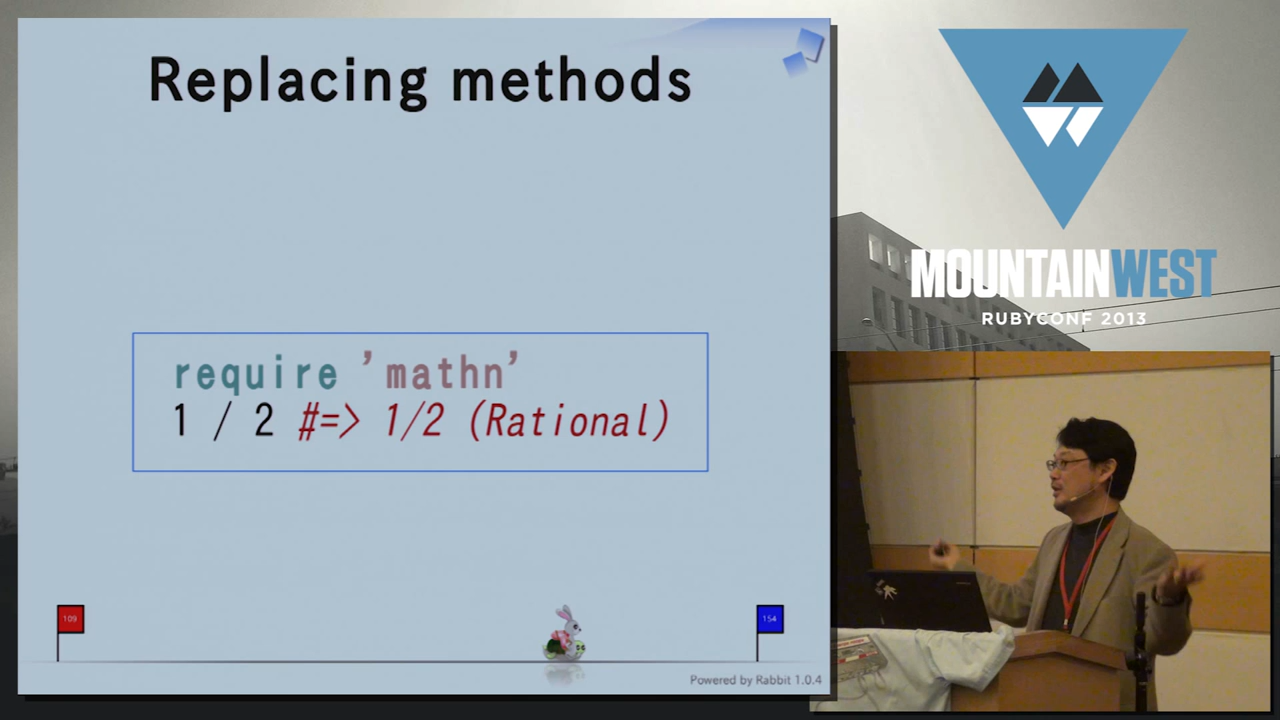 Replacing methods
require 'mathn'
1 / 2 #=> 1/2 (Rational)
109
154
Powered by Rabbit 1.0.4
MOUNTAINWEST
RUBYCONF 2013